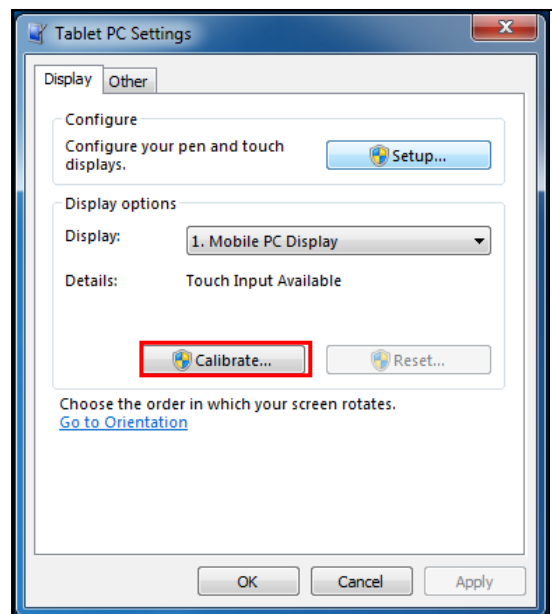 Tablet PC Settings
Display Other
Configure
Configure your pen and touch
displays.
Setup...
Display options
Display: 1. Mobile PC Display
Details: Touch Input Available
Calibrate... Reset...
Choose the order in which your screen rotates.
Go to Orientation
OK Cancel Apply